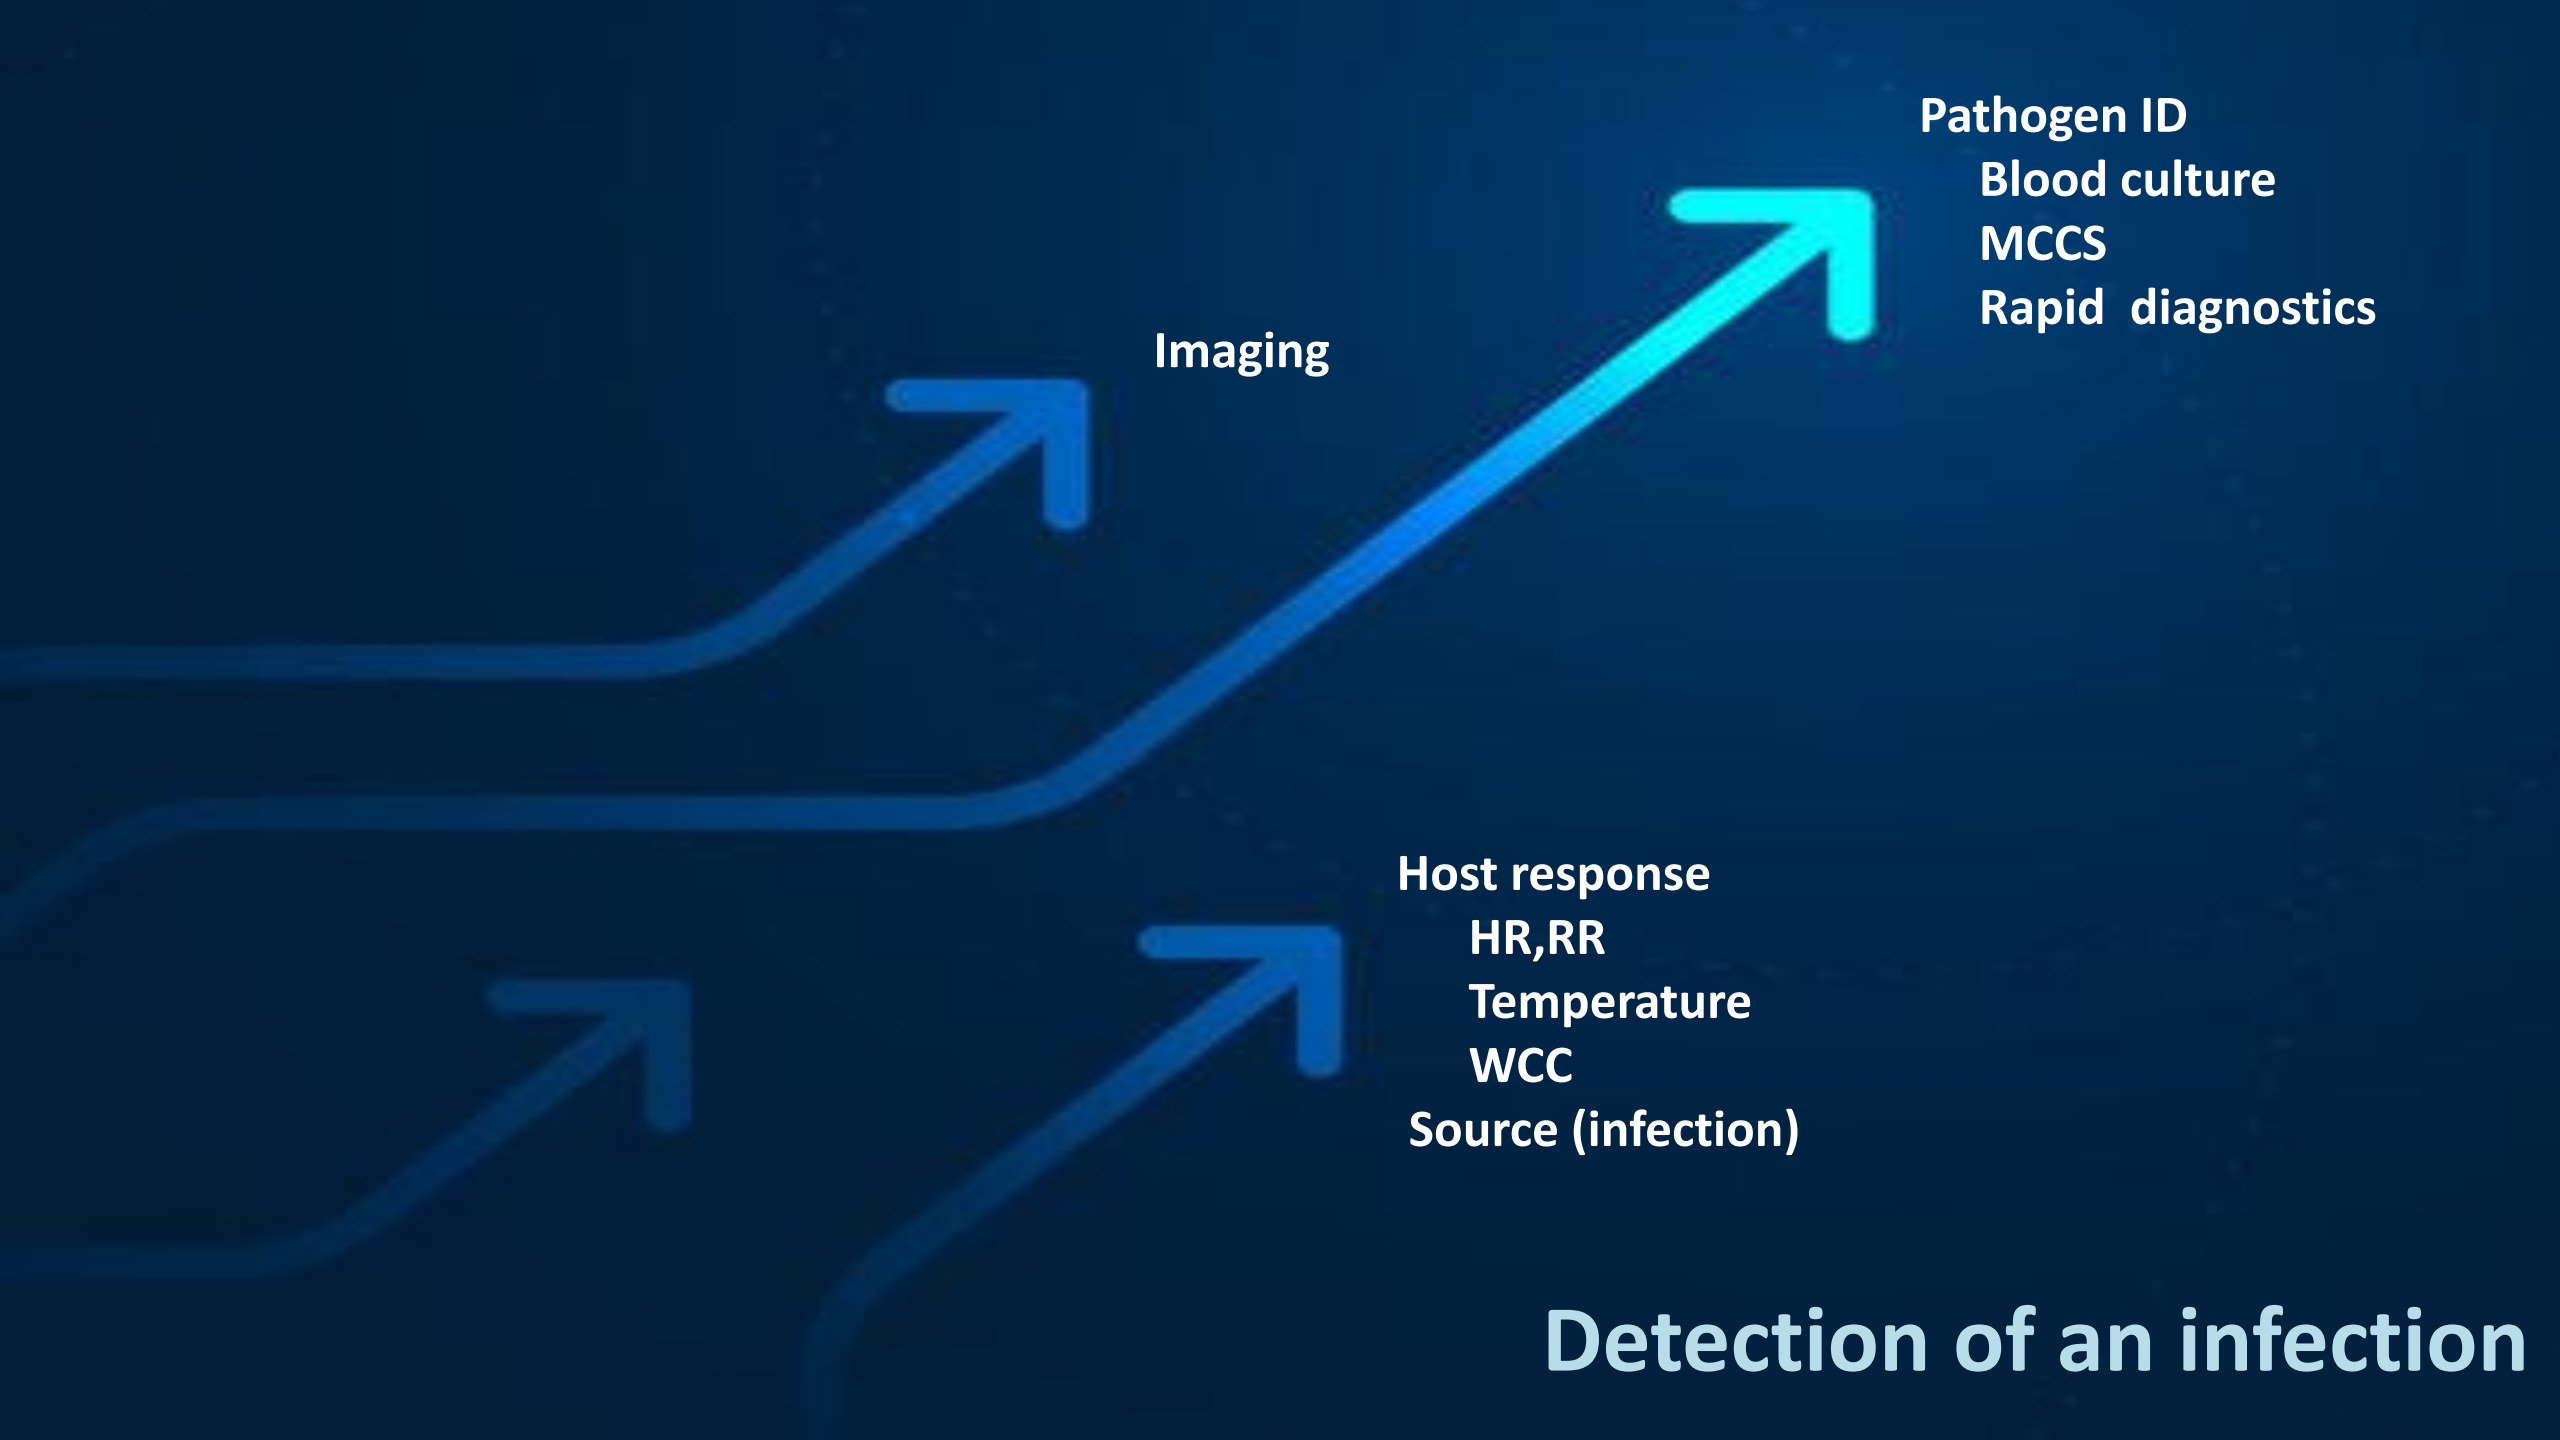 Pathogen ID
Blood culture
MCCS
Rapid  diagnostics
Imaging
Host response
HR,RR
Temperature
WCC
Source (infection)
Detection of an infection